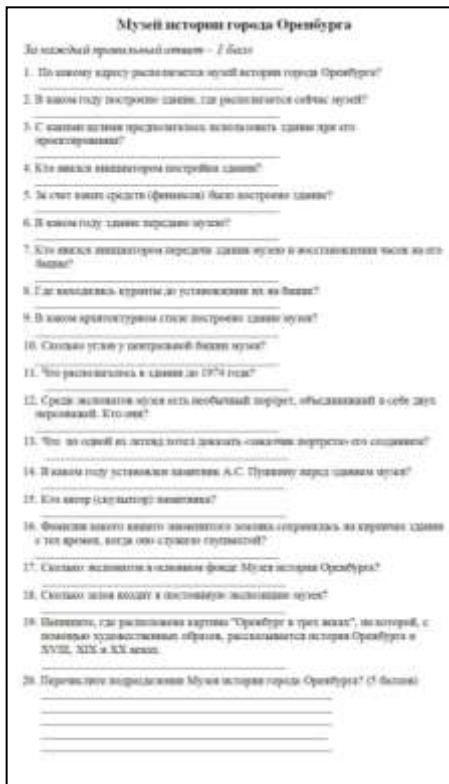 Музей истории города Оренбурга
За каждый правильный ответ – 1 балл
1. По какому адресу располагается музей истории города Оренбурга?
2. В каком году построено здание, где располагается сейчас музей?
3. С какими целями предполагалось использовать здание при его
проектировании?
4. Кто явился инициатором постройки здания?
5. За счет каких средств (финансов) было построено здание?
6. В каком году здание передано музею?
7. Кто явился инициатором передачи здания музею и восстановления часов на его
башне?
8. Где находились куранты до установления их на башне?
9. В каком архитектурном стиле построено здание музея?
10. Сколько углов у центральной башни музея?
11. Что располагалось в здании до 1974 года?
12. Среди экспонатов музея есть необычный портрет, объединивший в себе двух
персонажей. Кто они?
13. Что по одной из легенд хотел доказать «заказчик портрета» его созданием?
14. В каком году установлен памятник А.С. Пушкину перед зданием музея?
15. Кто автор (скульптор) памятника?
16. Фамилия какого нашего знаменитого земляка сохранилась на кирпичах здания
с тех времен, когда оно служило гауптвахтой?
17. Сколько экспонатов в основном фонде Музея истории Оренбурга?
18. Сколько залов входит в постоянную экспозицию музея?
19. Напишите, где расположена картина "Оренбург в трех веках", на которой, с
помощью художественных образов, рассказывается история Оренбурга в
XVIII, XIX и XX веках.
20. Перечислите подразделения Музея истории города Оренбурга? (5 баллов)